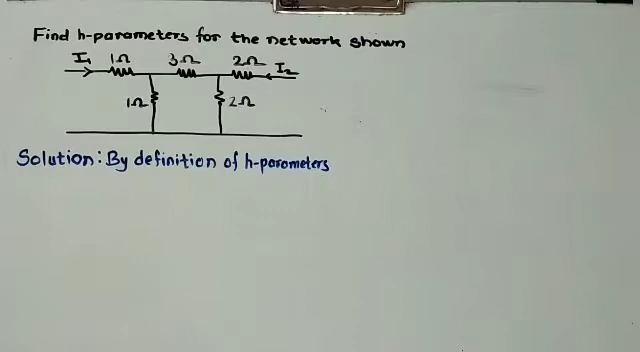 Find h-parameters for the network shown
I₁ 1Ω 3Ω 2Ω I₂
1Ω 2Ω
Solution: By definition of h-parameters